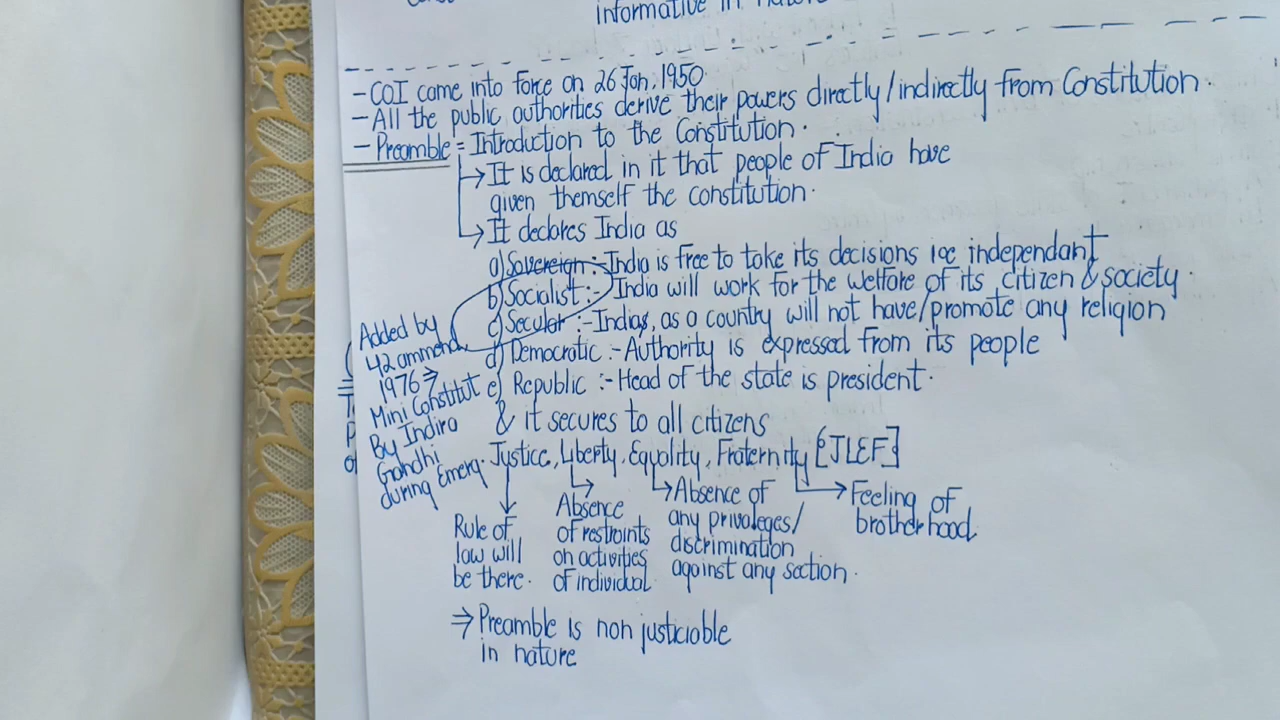 informative in nature
- COI came into force on 26 Jan, 1950
- All the public authorities derive their powers directly/indirectly from Constitution.
- Preamble = Introduction to the Constitution.
→ It is declared in it that people of India have
given themself the constitution.
→ It declares India as
a) Sovereign :- India is free to take its decisions ice independant
b) Socialist :- India will work for the welfare of its citizen & society.
c) Secular :- India, as a country will not have/promote any religion
d) Democratic :- Authority is expressed from its people
e) Republic :- Head of the state is president.
Added by
42 ammend,
1976 ⇒
Mini Constitut
By Indira
Gandhi
during Emerg.
& it secures to all citizens
Justice, Liberty, Equality, Fraternity [JLEF]
Rule of
law will
be there.
Absence
of restraints
on activities
of individual
Absence of
any privaleges/
discrimination
against any section.
Feeling of
brotherhood.
⇒ Preamble is non justiciable
in nature